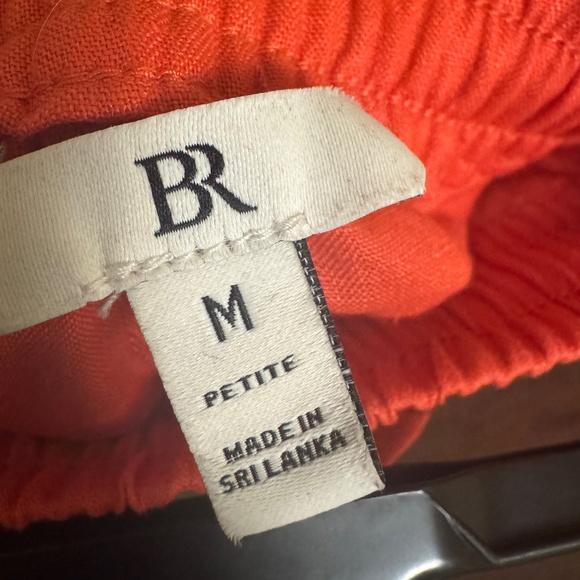 BR
M
PETITE
MADE IN
SRI LANKA